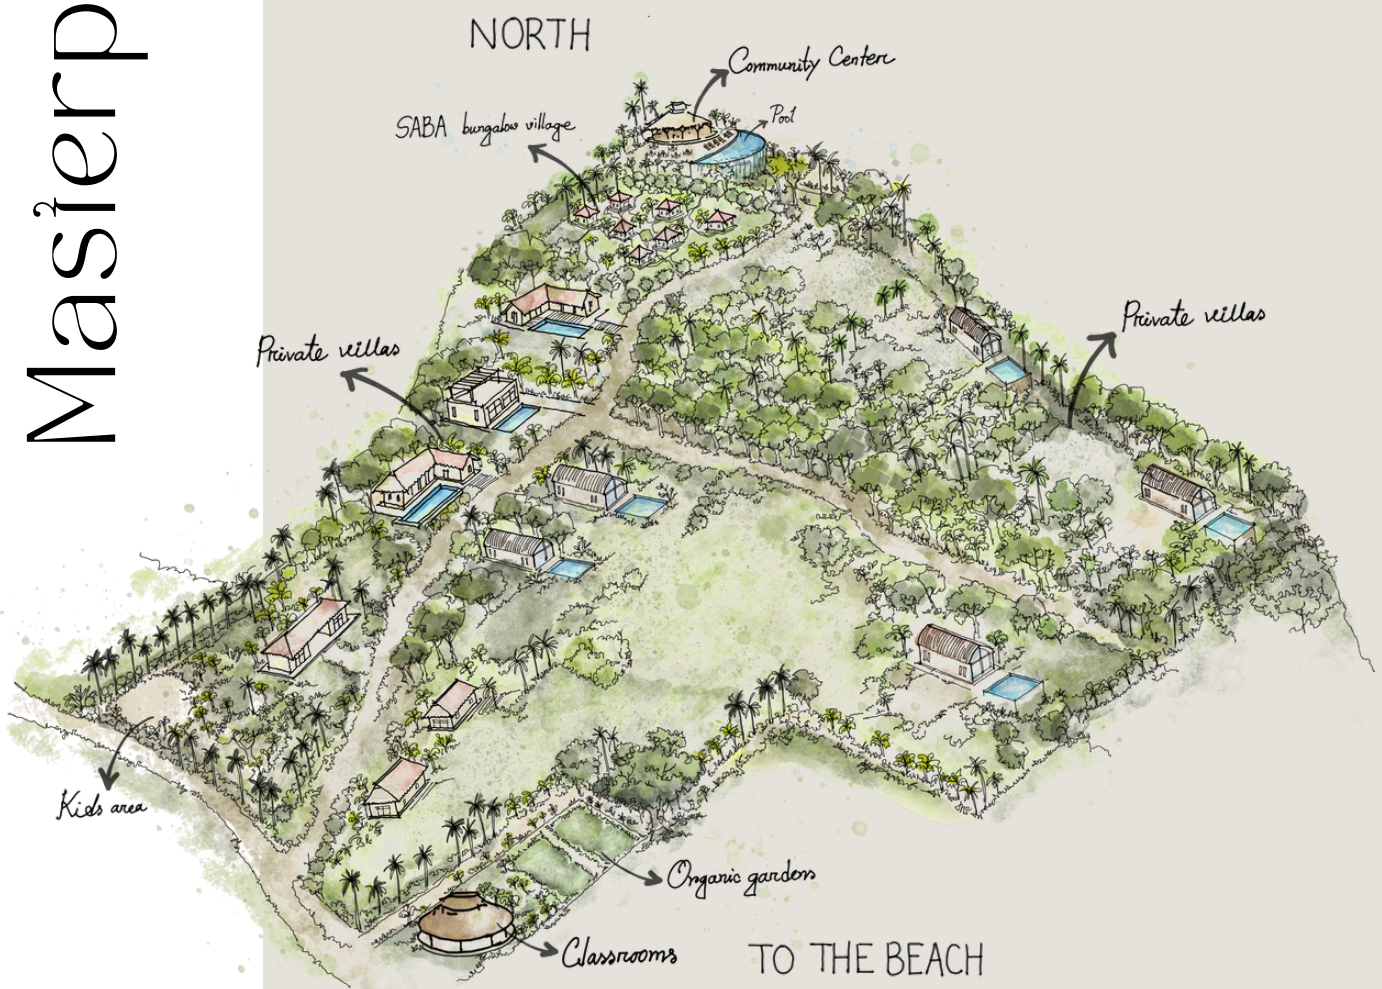 Masterp
NORTH
Community Center
SABA bungalow village
Pool
Private villas
Private villas
Kids area
Organic gardens
Classrooms
TO THE BEACH